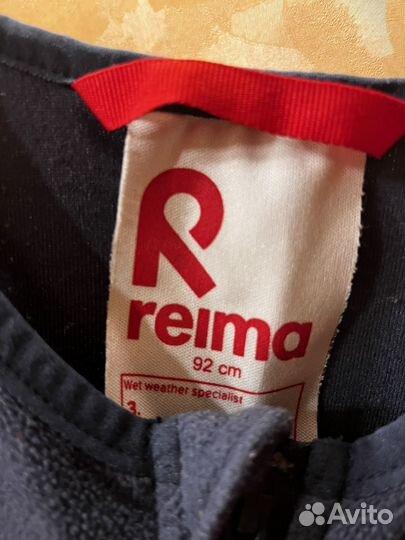 reima
92 cm
Wet weather specialist
3.
Avito